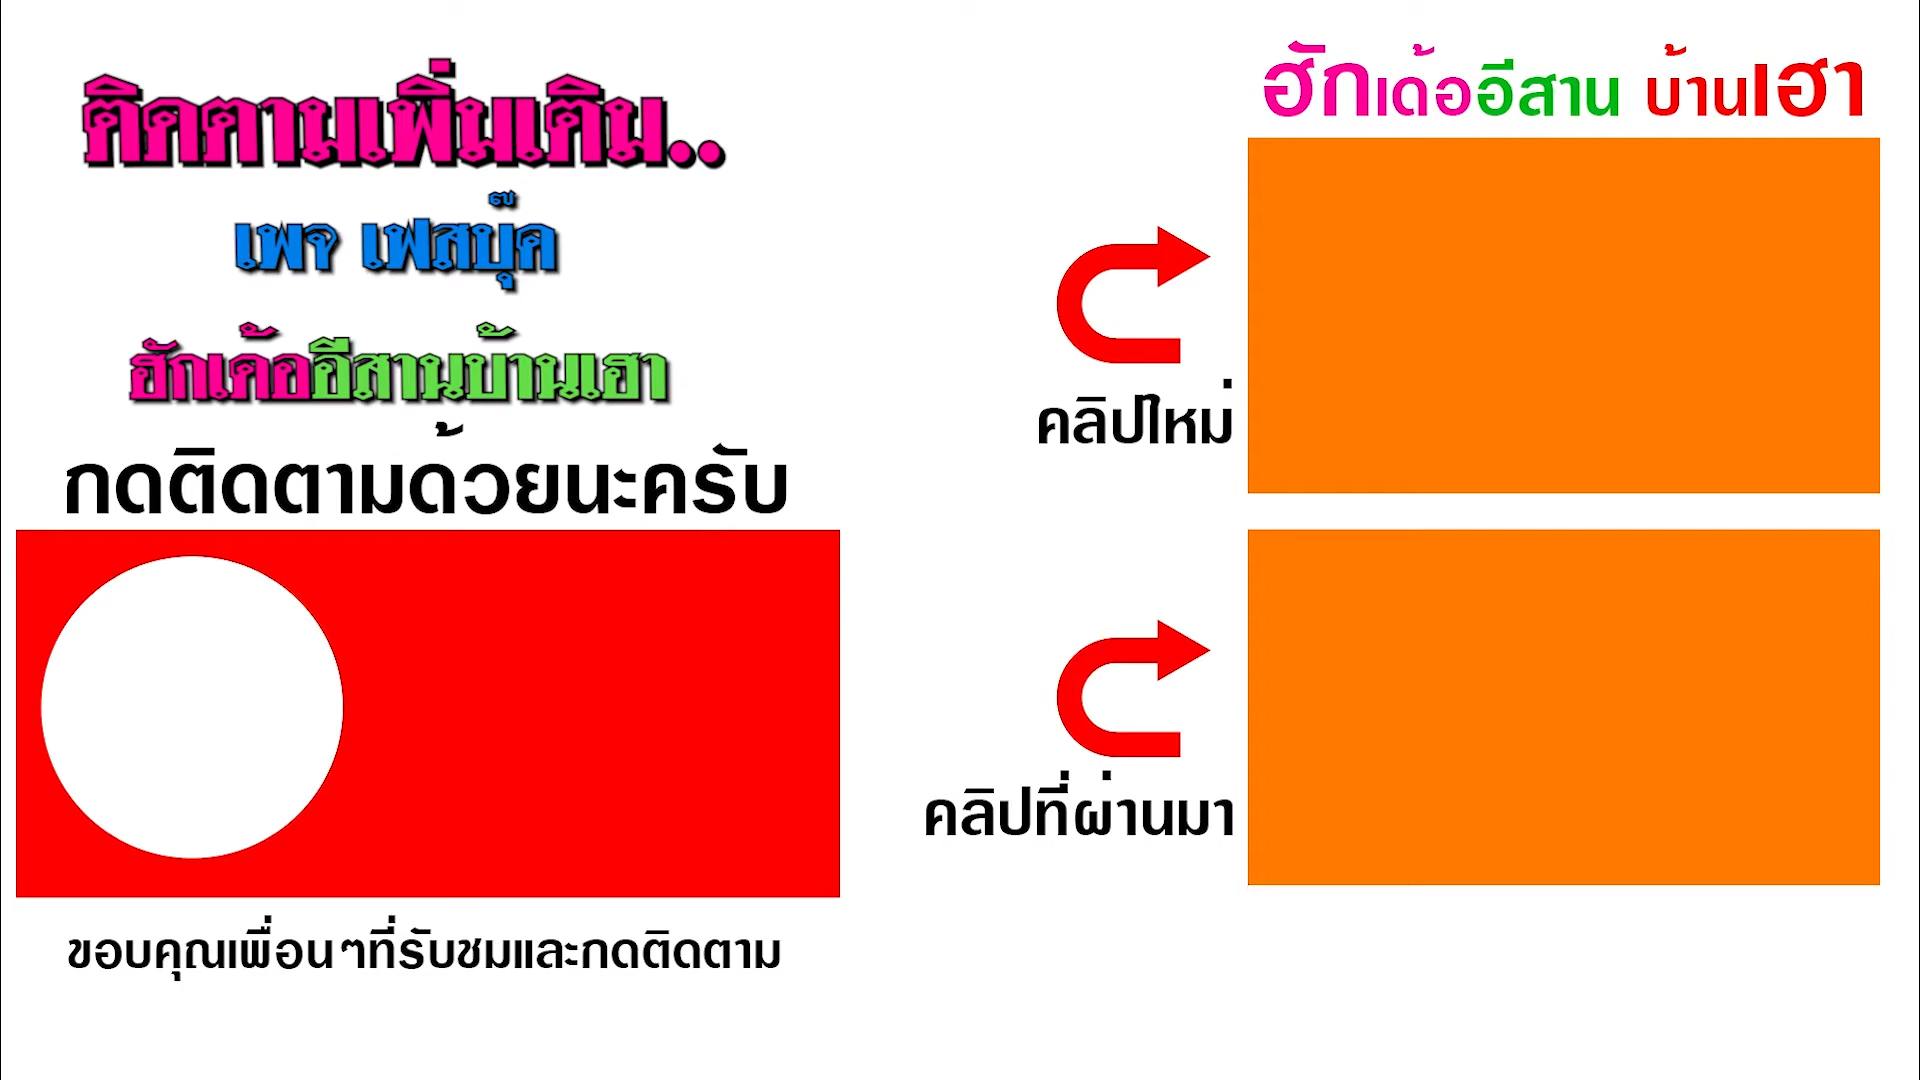 ติดตามเพิ่มเติม..
เพจ เฟสบุ๊ค
ฮักเด้ออีสานบ้านเฮา
กดติดตามด้วยนะครับ
ขอบคุณเพื่อนๆที่รับชมและกดติดตาม
ฮักเด้ออีสาน บ้านเฮา
คลิปใหม่
คลิปที่ผ่านมา